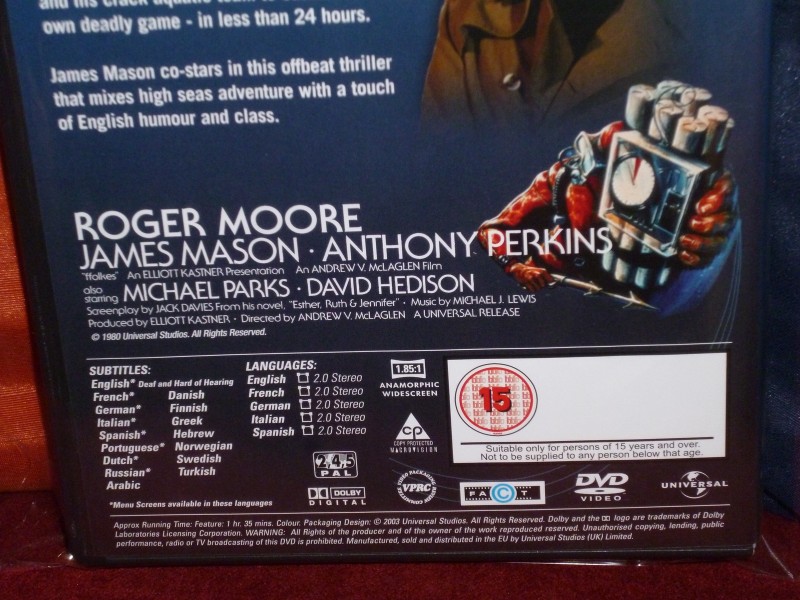 own deadly game - in less than 24 hours.
James Mason co-stars in this offbeat thriller
that mixes high seas adventure with a touch
of English humour and class.
ROGER MOORE
JAMES MASON · ANTHONY PERKINS
"ffolkes" An ELLIOTT KASTNER Presentation An ANDREW V. McLAGLEN Film
also starring MICHAEL PARKS · DAVID HEDISON
Screenplay by JACK DAVIES From his novel, "Esther, Ruth & Jennifer" · Music by MICHAEL J. LEWIS
Produced by ELLIOTT KASTNER · Directed by ANDREW V. McLAGLEN A UNIVERSAL RELEASE
© 1980 Universal Studios. All Rights Reserved.
SUBTITLES:
English* Deaf and Hard of Hearing
French* Danish
German* Finnish
Italian* Greek
Spanish* Hebrew
Portuguese* Norwegian
Dutch* Swedish
Russian* Turkish
Arabic
*Menu Screens available in these languages
LANGUAGES:
English 2.0 Stereo
French 2.0 Stereo
German 2.0 Stereo
Italian 2.0 Stereo
Spanish 2.0 Stereo
2 4 5
PAL
DOLBY
DIGITAL
1.85:1
ANAMORPHIC
WIDESCREEN
cp
COPY PROTECTED
MACROVISION
VPRC
15
Suitable only for persons of 15 years and over.
Not to be supplied to any person below that age.
FACT
DVD
VIDEO
UNIVERSAL
Approx Running Time: Feature: 1 hr. 35 mins. Colour. Packaging Design: © 2003 Universal Studios. All Rights Reserved. Dolby and the logo are trademarks of Dolby
Laboratories Licensing Corporation. WARNING: All Rights of the producer and of the owner of the work reproduced reserved. Unauthorised copying, lending, public
performance, radio or TV broadcasting of this DVD is prohibited. Manufactured, sold and distributed in the EU by Universal Studios (UK) Limited.